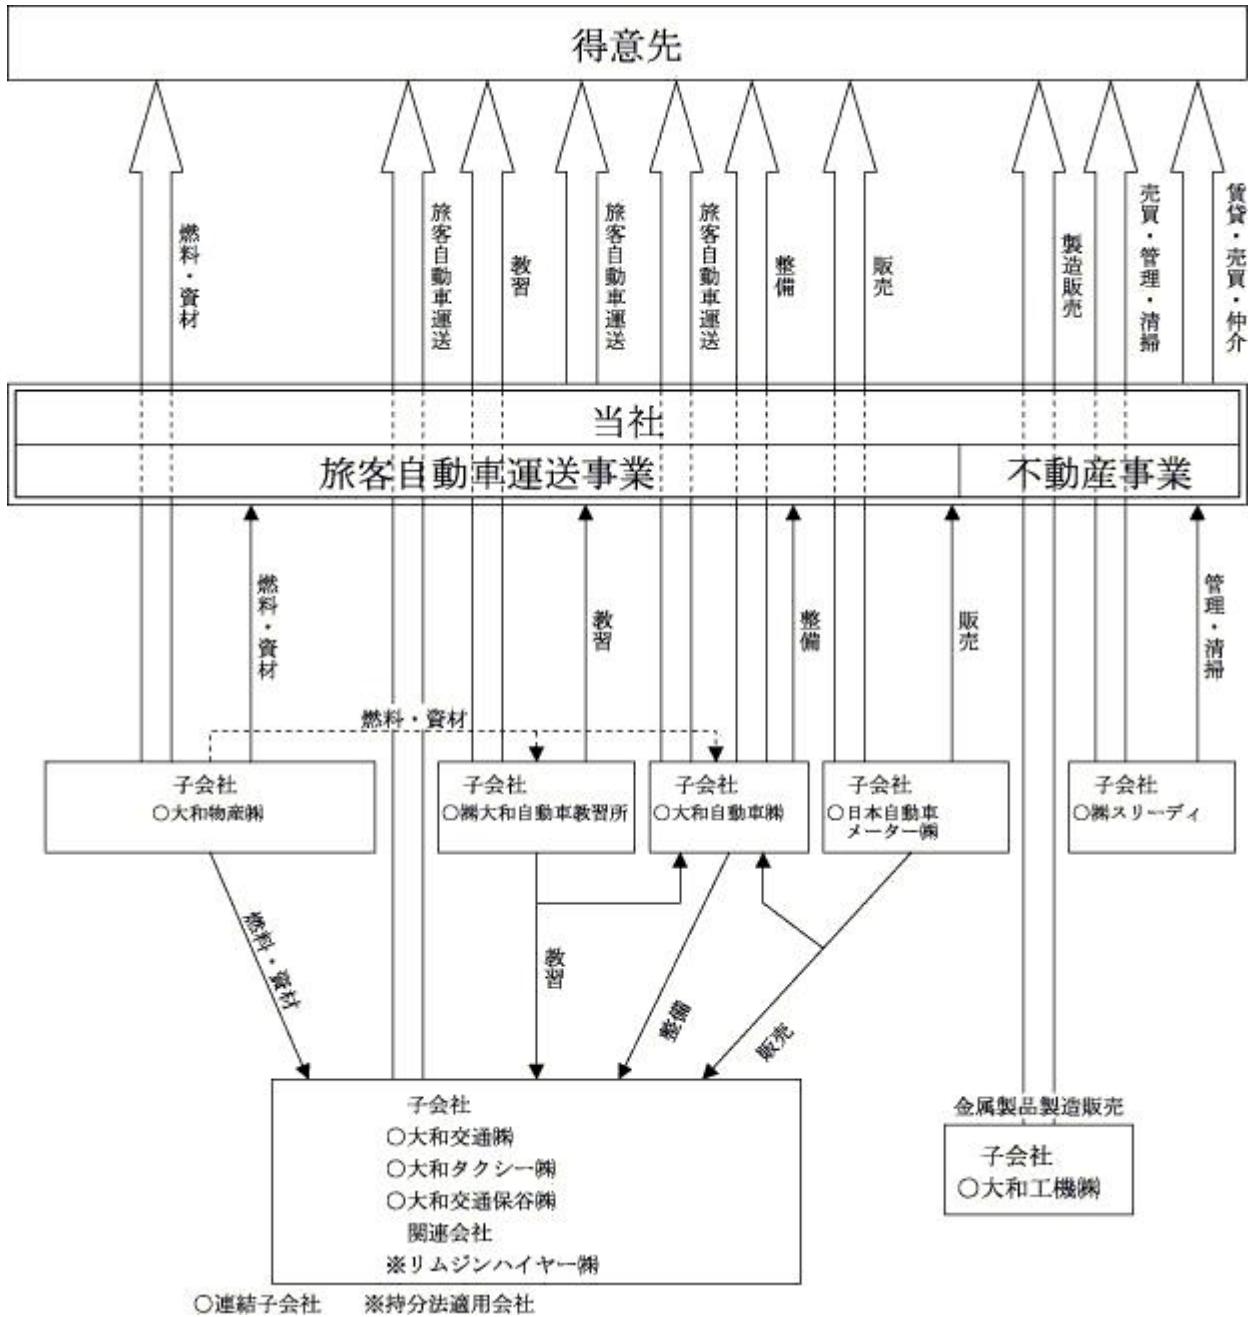 得意先
燃料・資材
旅客自動車運送
教習
旅客自動車運送
旅客自動車運送
整備
販売
製造販売
売買・管理・清掃
賃貸・売買・仲介
当社
旅客自動車運送事業
不動産事業
燃料・資材
教習
整備
販売
管理・清掃
燃料・資材
子会社
○大和物産㈱
子会社
○㈱大和自動車教習所
子会社
○大和自動車㈱
子会社
○日本自動車
メーター㈱
子会社
○㈱スリーディ
燃料・資材
教習
整備
販売
子会社
○大和交通㈱
○大和タクシー㈱
○大和交通保谷㈱
関連会社
※リムジンハイヤー㈱
金属製品製造販売
子会社
○大和工機㈱
○連結子会社　※持分法適用会社